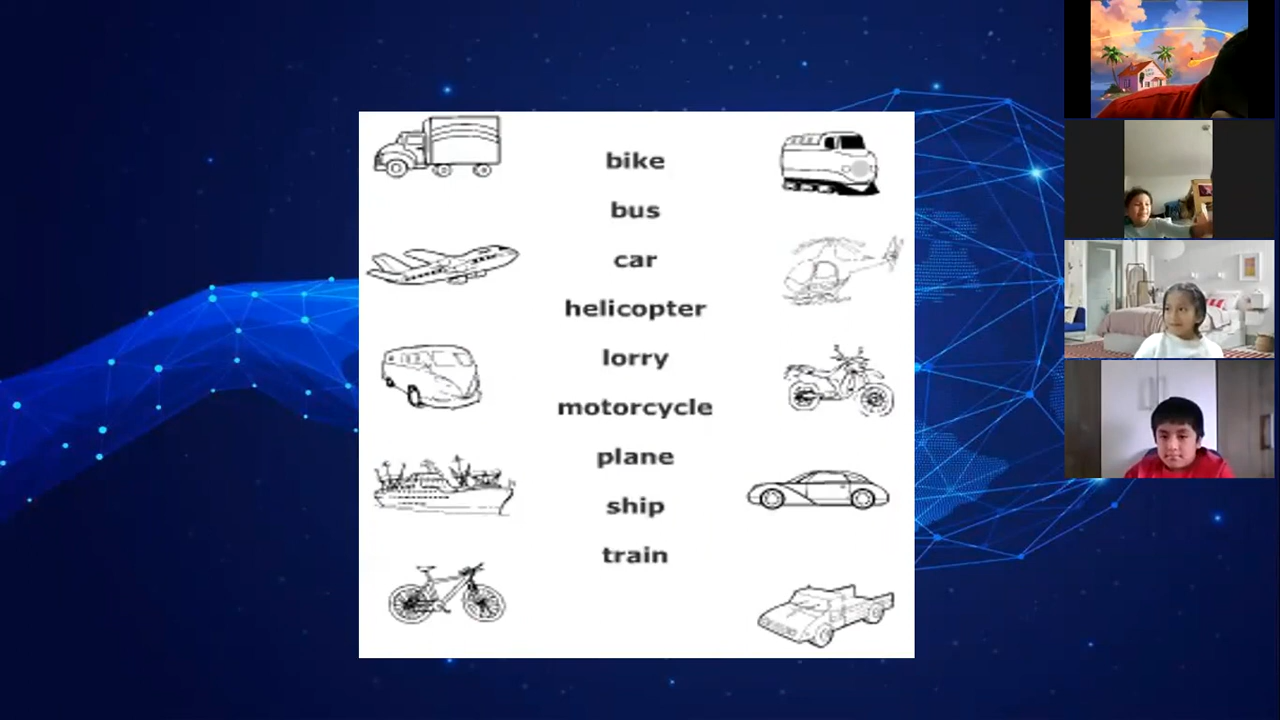 bike
bus
car
helicopter
lorry
motorcycle
plane
ship
train